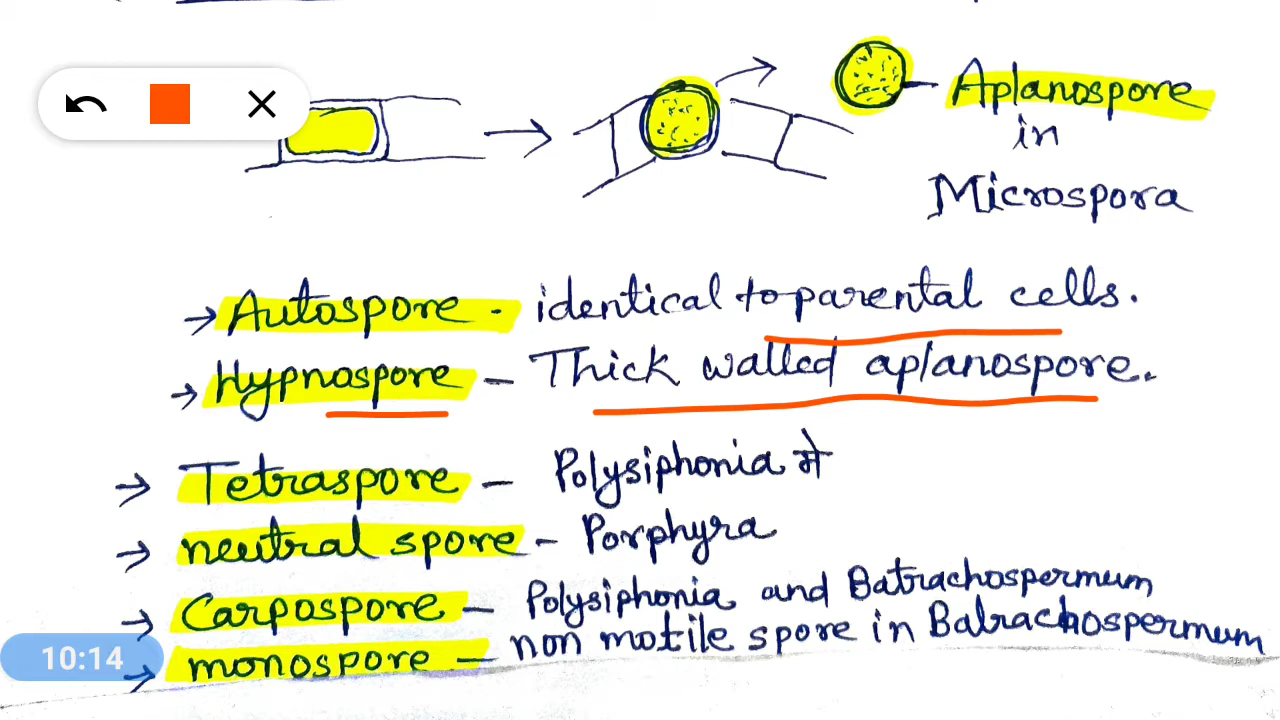 Aplanospore
in
Microspora
→ Autospore - identical to parental cells.
→ Hypnospore - Thick walled aplanospore.
→ Tetraspore - Polysiphonia में
→ neutral spore - Porphyra
→ Carpospore - Polysiphonia and Batrachospermum
→ monospore - non motile spore in Batrachospermum
10:14